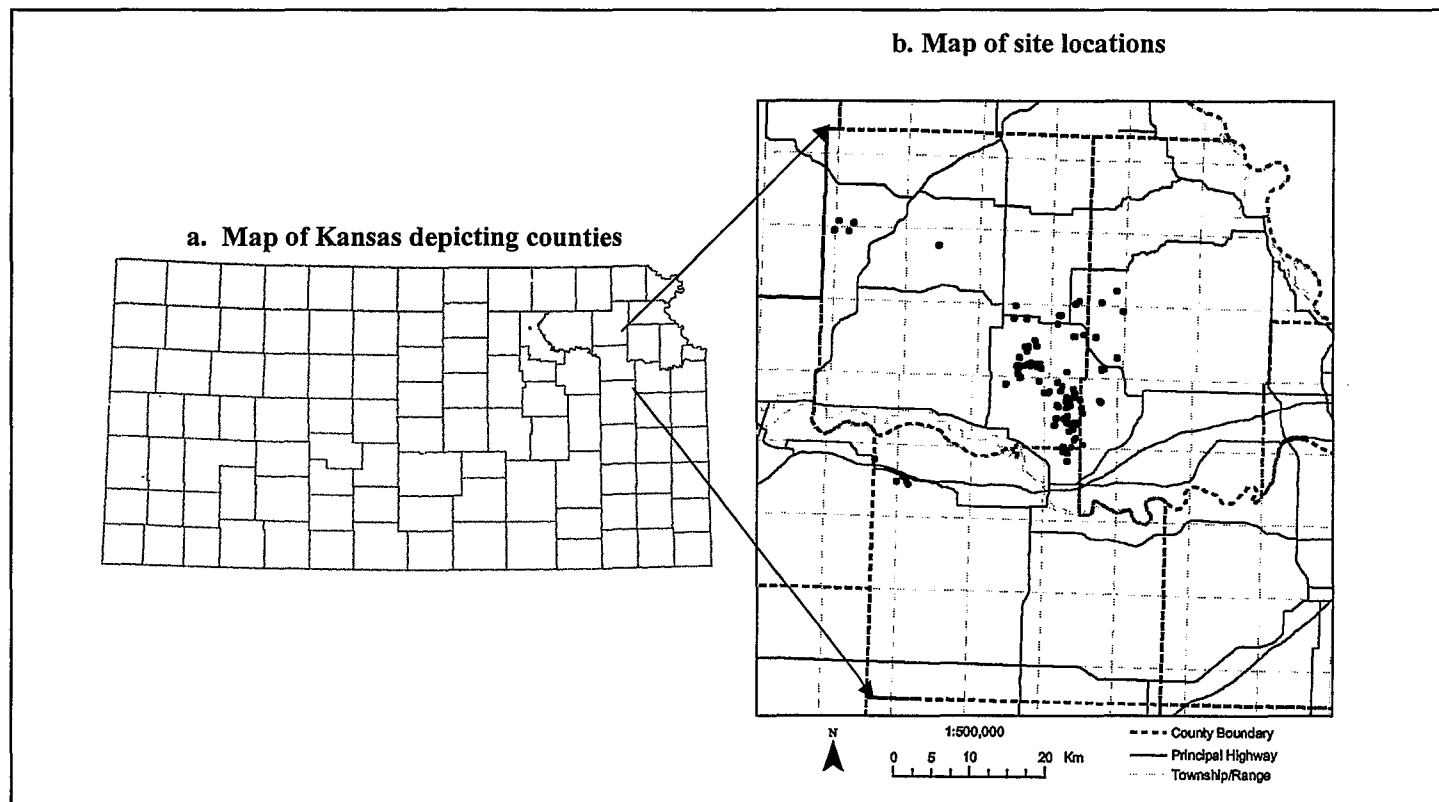 b. Map of site locations
a. Map of Kansas depicting counties
N
1:500,000
0 5 10 20 Km
County Boundary
Principal Highway
Township/Range